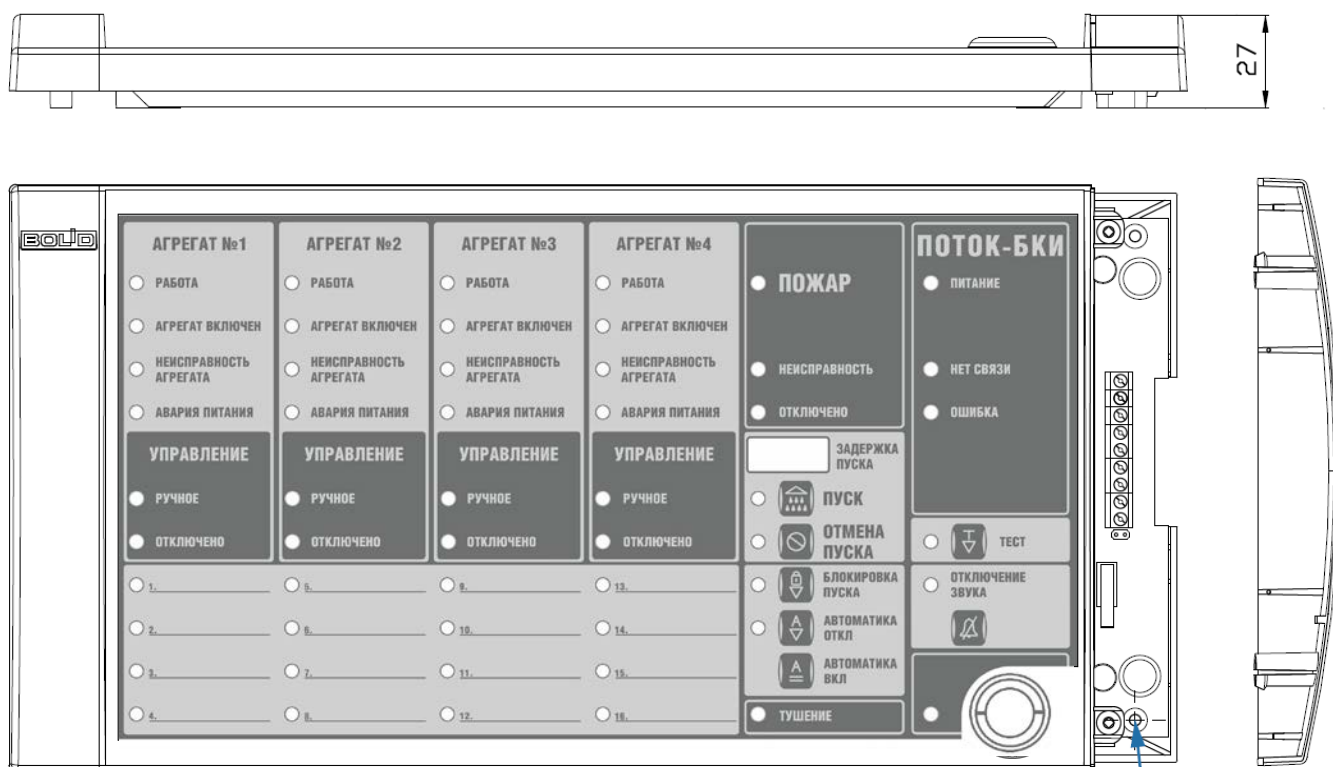 27
BOLID
АГРЕГАТ №1
РАБОТА
АГРЕГАТ ВКЛЮЧЕН
НЕИСПРАВНОСТЬ
АГРЕГАТА
АВАРИЯ ПИТАНИЯ
УПРАВЛЕНИЕ
РУЧНОЕ
ОТКЛЮЧЕНО
1.
2.
3.
4.
АГРЕГАТ №2
РАБОТА
АГРЕГАТ ВКЛЮЧЕН
НЕИСПРАВНОСТЬ
АГРЕГАТА
АВАРИЯ ПИТАНИЯ
УПРАВЛЕНИЕ
РУЧНОЕ
ОТКЛЮЧЕНО
5.
6.
7.
8.
АГРЕГАТ №3
РАБОТА
АГРЕГАТ ВКЛЮЧЕН
НЕИСПРАВНОСТЬ
АГРЕГАТА
АВАРИЯ ПИТАНИЯ
УПРАВЛЕНИЕ
РУЧНОЕ
ОТКЛЮЧЕНО
9.
10.
11.
12.
АГРЕГАТ №4
РАБОТА
АГРЕГАТ ВКЛЮЧЕН
НЕИСПРАВНОСТЬ
АГРЕГАТА
АВАРИЯ ПИТАНИЯ
УПРАВЛЕНИЕ
РУЧНОЕ
ОТКЛЮЧЕНО
13.
14.
15.
16.
ПОЖАР
НЕИСПРАВНОСТЬ
ОТКЛЮЧЕНО
ЗАДЕРЖКА
ПУСКА
ПУСК
ОТМЕНА
ПУСКА
БЛОКИРОВКА
ПУСКА
А
АВТОМАТИКА
ОТКЛ
А
АВТОМАТИКА
ВКЛ
ТУШЕНИЕ
ПОТОК-БКИ
ПИТАНИЕ
НЕТ СВЯЗИ
ОШИБКА
Т
ТЕСТ
ОТКЛЮЧЕНИЕ
ЗВУКА